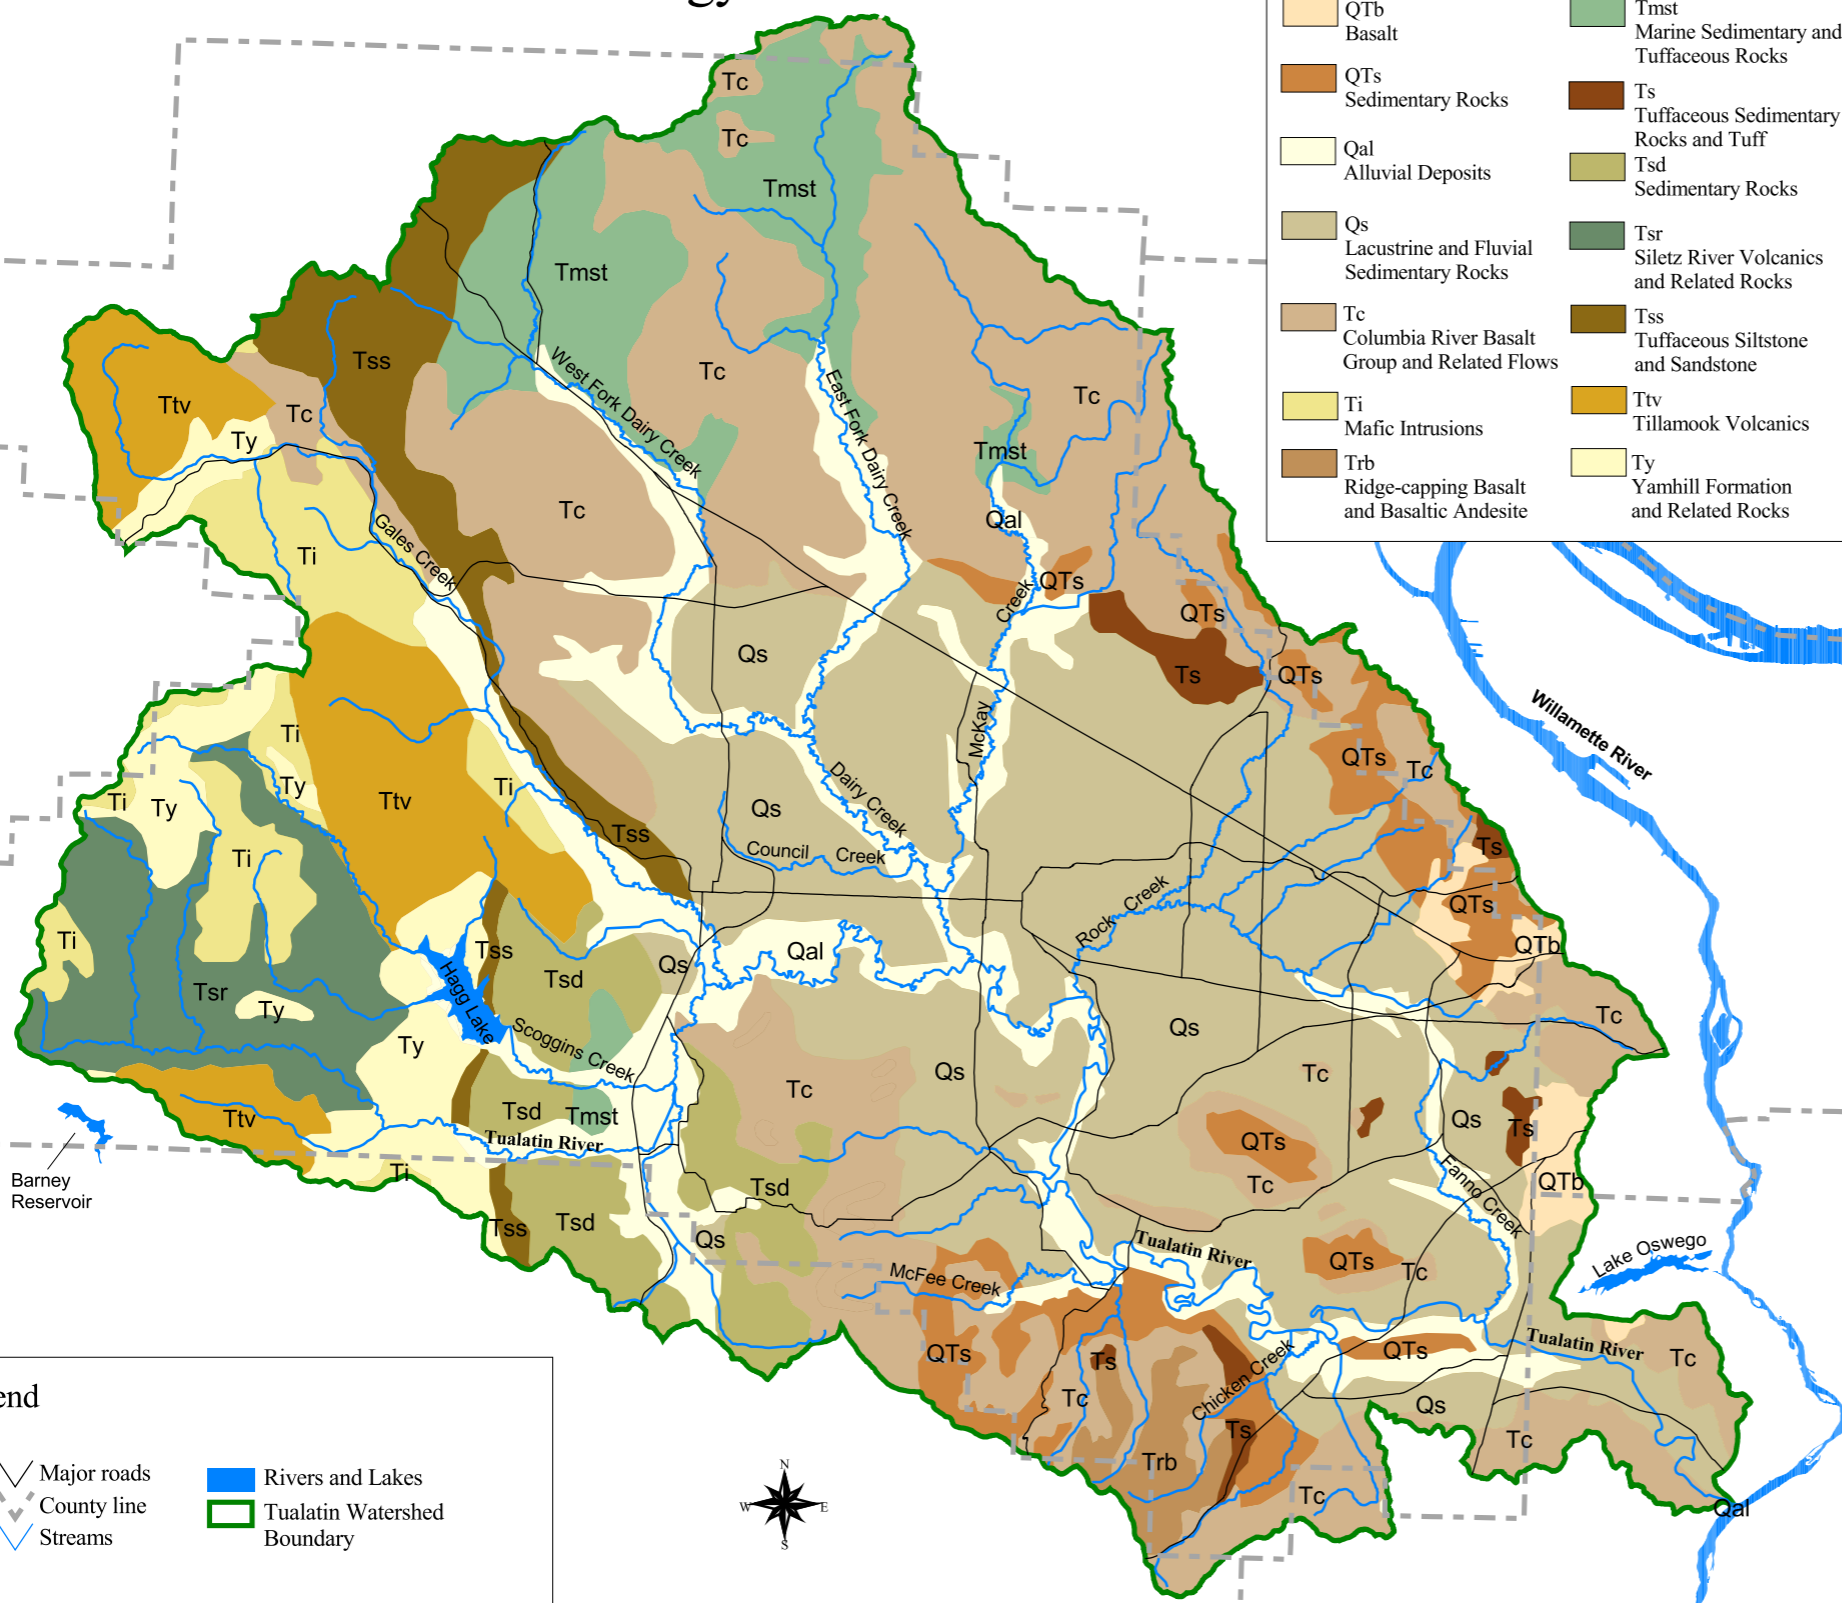 QTb
Basalt
QTs
Sedimentary Rocks
Qal
Alluvial Deposits
Qs
Lacustrine and Fluvial
Sedimentary Rocks
Tc
Columbia River Basalt
Group and Related Flows
Ti
Mafic Intrusions
Trb
Ridge-capping Basalt
and Basaltic Andesite
Tmst
Marine Sedimentary and
Tuffaceous Rocks
Ts
Tuffaceous Sedimentary
Rocks and Tuff
Tsd
Sedimentary Rocks
Tsr
Siletz River Volcanics
and Related Rocks
Tss
Tuffaceous Siltstone
and Sandstone
Ttv
Tillamook Volcanics
Ty
Yamhill Formation
and Related Rocks
Tc
Tc
Tmst
Tmst
Tss
Tc
Tc
Ttv
Tc
Ty
West Fork Dairy Creek
East Fork Dairy Creek
Tmst
Tc
Qal
Gales Creek
Ti
QTs
Creek
QTs
Qs
Ts
QTs
McKay
Willamette River
Ti
QTs
Tc
Ti
Ty
Ttv
Ti
Ty
Qs
Dairy Creek
Tss
Council Creek
Ts
Ti
Rock Creek
QTs
Ti
Tss
Qal
QTb
Qs
Tsd
Hagg Lake
Tsr
Ty
Tc
Qs
Scoggins Creek
Ty
Qs
Tc
Tc
Ttv
Tsd
Tmst
Qs
Ts
Tualatin River
QTs
Barney
Reservoir
Ti
Tsd
Tc
Fanno Creek
QTb
Tss
Tsd
Qs
Tualatin River
Lake Oswego
QTs
Tc
McFee Creek
QTs
Ts
Chicken Creek
QTs
Tualatin River
Tc
Tc
Qs
Ts
Tc
Trb
Tc
Qal
end
Major roads
County line
Streams
Rivers and Lakes
Tualatin Watershed
Boundary
N
W
E
S